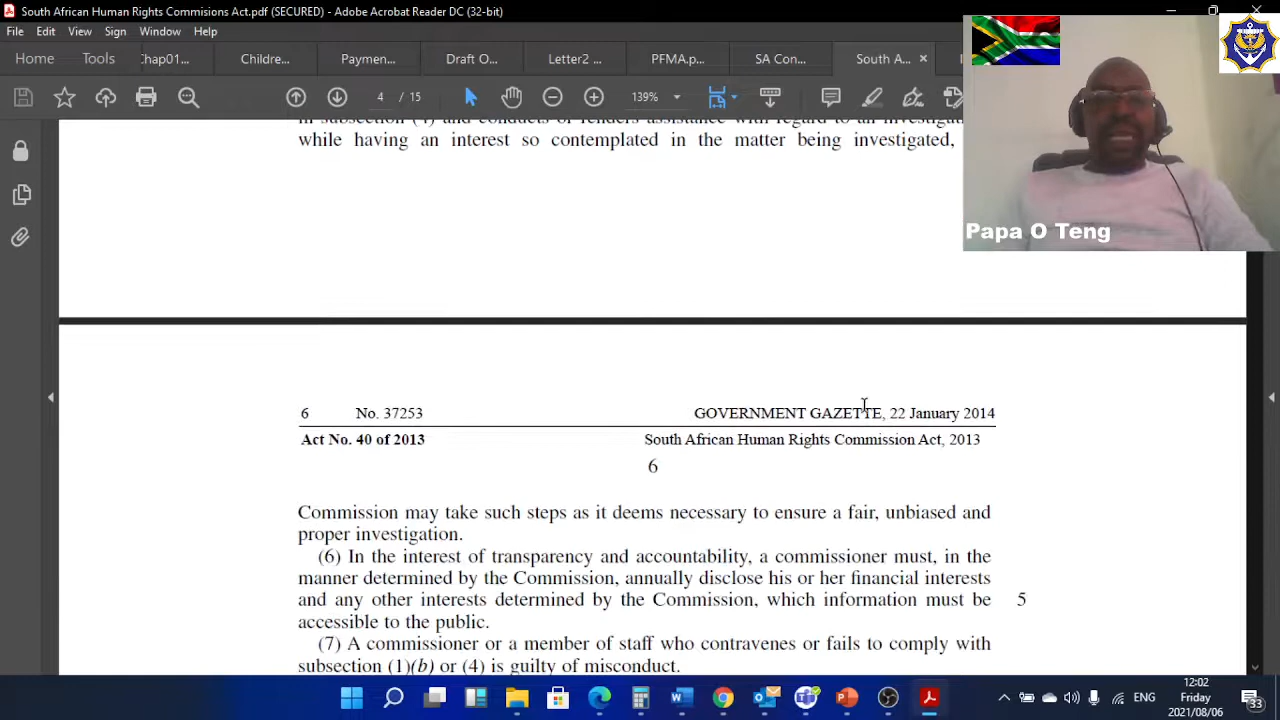 South African Human Rights Commisions Act.pdf (SECURED) - Adobe Acrobat Reader DC (32-bit)
File Edit View Sign Window Help
Home Tools Chap01... Childre... Paymen... Draft O... Letter2 ... PFMA.p... SA Con... South A... ×
4 / 15 139%
while having an interest so contemplated in the matter being investigated,
Papa O Teng
6 No. 37253 GOVERNMENT GAZETTE, 22 January 2014
Act No. 40 of 2013 South African Human Rights Commission Act, 2013
6
Commission may take such steps as it deems necessary to ensure a fair, unbiased and
proper investigation.
(6) In the interest of transparency and accountability, a commissioner must, in the
manner determined by the Commission, annually disclose his or her financial interests
and any other interests determined by the Commission, which information must be 5
accessible to the public.
(7) A commissioner or a member of staff who contravenes or fails to comply with
subsection (1)(b) or (4) is guilty of misconduct.
ENG
12:02
Friday
2021/08/06
33